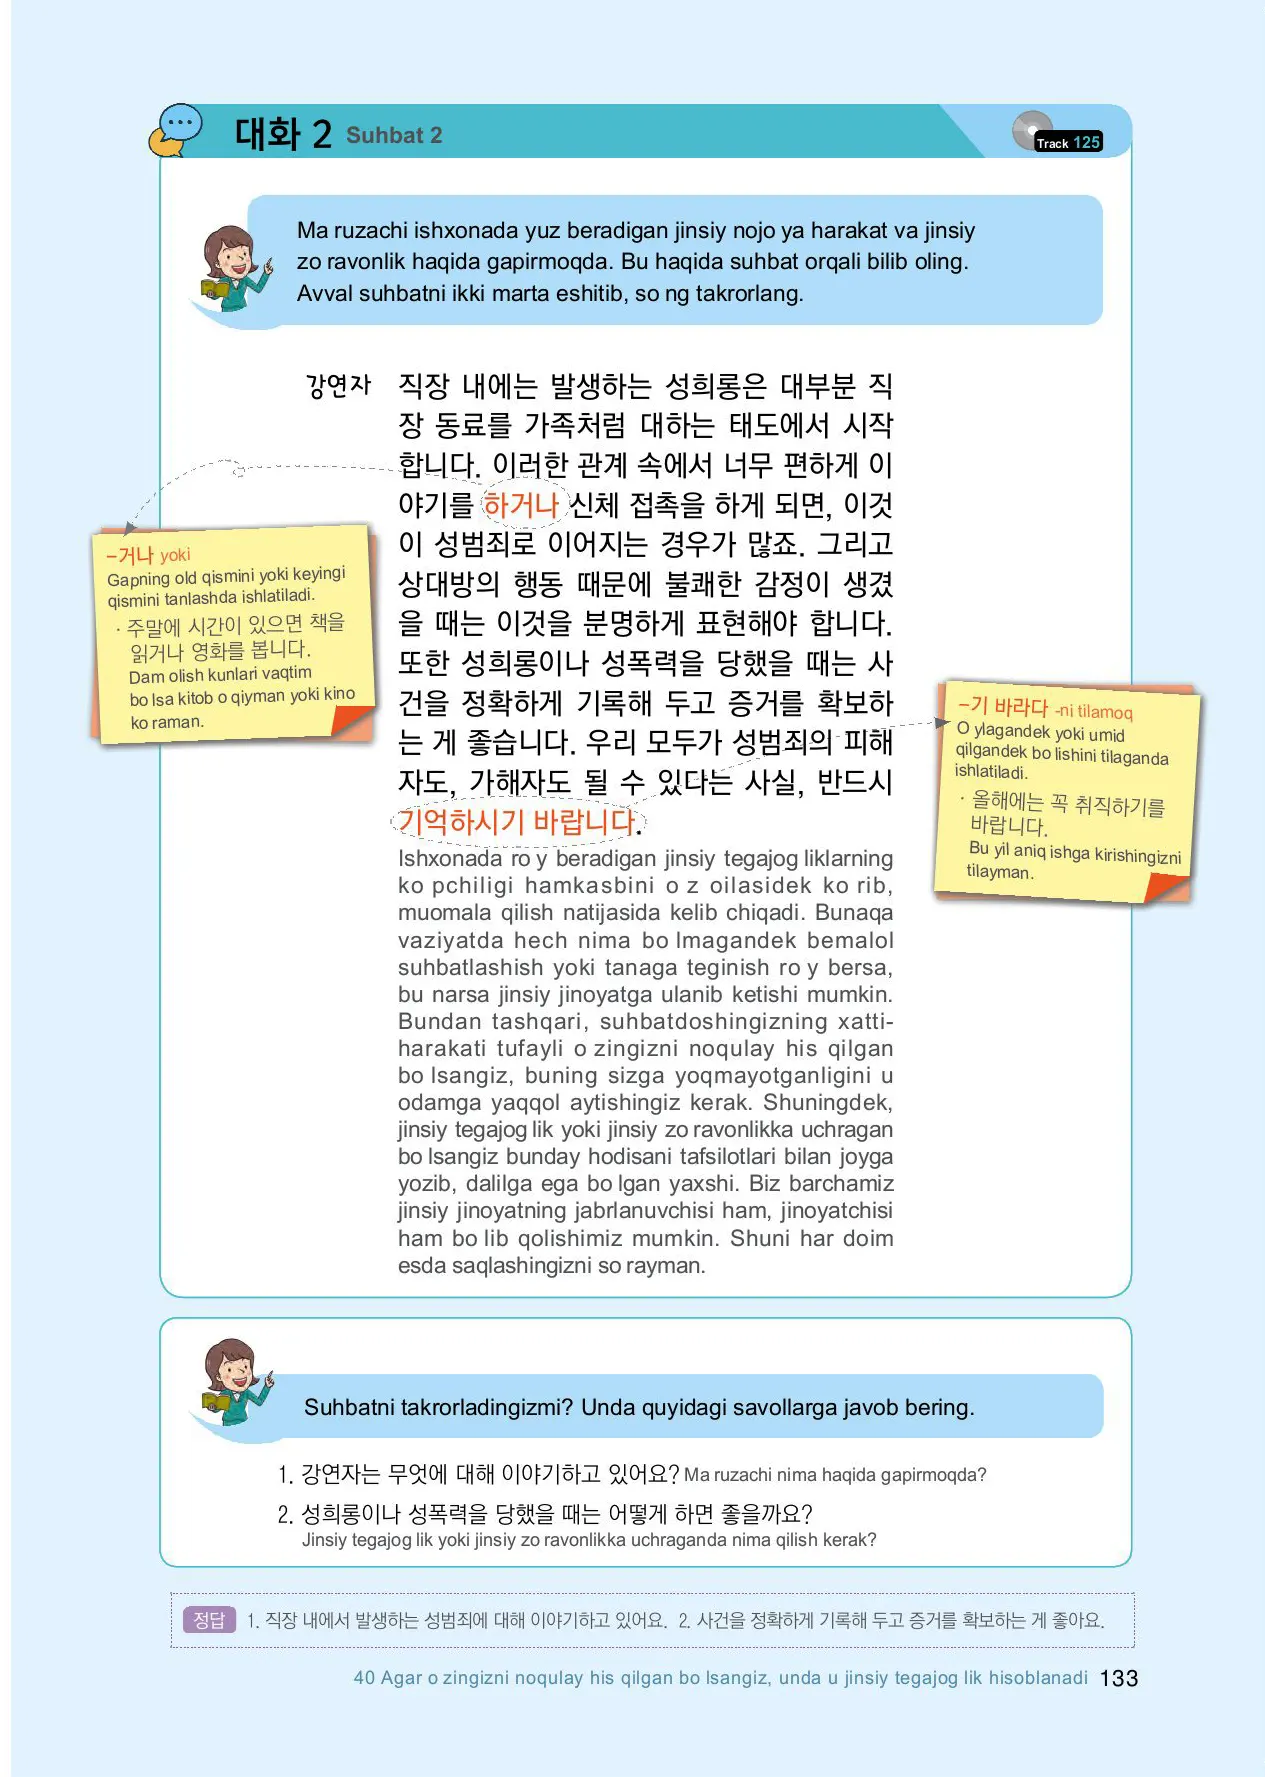 대화 2 Suhbat 2
Track 125
Ma ruzachi ishxonada yuz beradigan jinsiy nojo ya harakat va jinsiy
zo ravonlik haqida gapirmoqda. Bu haqida suhbat orqali bilib oling.
Avval suhbatni ikki marta eshitib, so ng takrorlang.
강연자 직장 내에는 발생하는 성희롱은 대부분 직
장 동료를 가족처럼 대하는 태도에서 시작
합니다. 이러한 관계 속에서 너무 편하게 이
야기를 하거나 신체 접촉을 하게 되면, 이것
이 성범죄로 이어지는 경우가 많죠. 그리고
상대방의 행동 때문에 불쾌한 감정이 생겼
을 때는 이것을 분명하게 표현해야 합니다.
또한 성희롱이나 성폭력을 당했을 때는 사
건을 정확하게 기록해 두고 증거를 확보하
는 게 좋습니다. 우리 모두가 성범죄의 피해
자도, 가해자도 될 수 있다는 사실, 반드시
기억하시기 바랍니다.
-거나 yoki
Gapning old qismini yoki keyingi
qismini tanlashda ishlatiladi.
· 주말에 시간이 있으면 책을
읽거나 영화를 봅니다.
Dam olish kunlari vaqtim
bo lsa kitob o qiyman yoki kino
ko raman.
-기 바라다 -ni tilamoq
O ylagandek yoki umid
qilgandek bo lishini tilaganda
ishlatiladi.
· 올해에는 꼭 취직하기를
바랍니다.
Bu yil aniq ishga kirishingizni
tilayman.
Ishxonada ro y beradigan jinsiy tegajog liklarning
ko pchiligi hamkasbini o z oilasidek ko rib,
muomala qilish natijasida kelib chiqadi. Bunaqa
vaziyatda hech nima bo lmagandek bemalol
suhbatlashish yoki tanaga teginish ro y bersa,
bu narsa jinsiy jinoyatga ulanib ketishi mumkin.
Bundan tashqari, suhbatdoshingizning xatti-
harakati tufayli o zingizni noqulay his qilgan
bo lsangiz, buning sizga yoqmayotganligini u
odamga yaqqol aytishingiz kerak. Shuningdek,
jinsiy tegajog lik yoki jinsiy zo ravonlikka uchragan
bo lsangiz bunday hodisani tafsilotlari bilan joyga
yozib, dalilga ega bo lgan yaxshi. Biz barchamiz
jinsiy jinoyatning jabrlanuvchisi ham, jinoyatchisi
ham bo lib qolishimiz mumkin. Shuni har doim
esda saqlashingizni so rayman.
Suhbatni takrorladingizmi? Unda quyidagi savollarga javob bering.
1. 강연자는 무엇에 대해 이야기하고 있어요? Ma ruzachi nima haqida gapirmoqda?
2. 성희롱이나 성폭력을 당했을 때는 어떻게 하면 좋을까요?
Jinsiy tegajog lik yoki jinsiy zo ravonlikka uchraganda nima qilish kerak?
정답 1. 직장 내에서 발생하는 성범죄에 대해 이야기하고 있어요. 2. 사건을 정확하게 기록해 두고 증거를 확보하는 게 좋아요.
40 Agar o zingizni noqulay his qilgan bo lsangiz, unda u jinsiy tegajog lik hisoblanadi 133